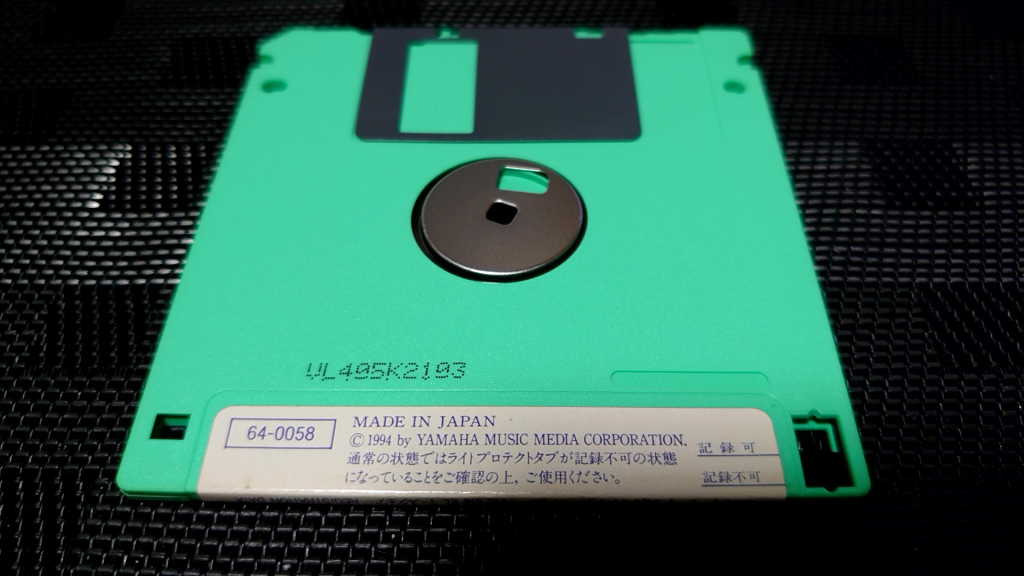 VL405K2103
64-0058
MADE IN JAPAN
©1994 by YAMAHA MUSIC MEDIA CORPORATION.
通常の状態ではライトプロテクトタブが記録不可の状態
になっていることをご確認の上，ご使用ください。
記録可
記録不可